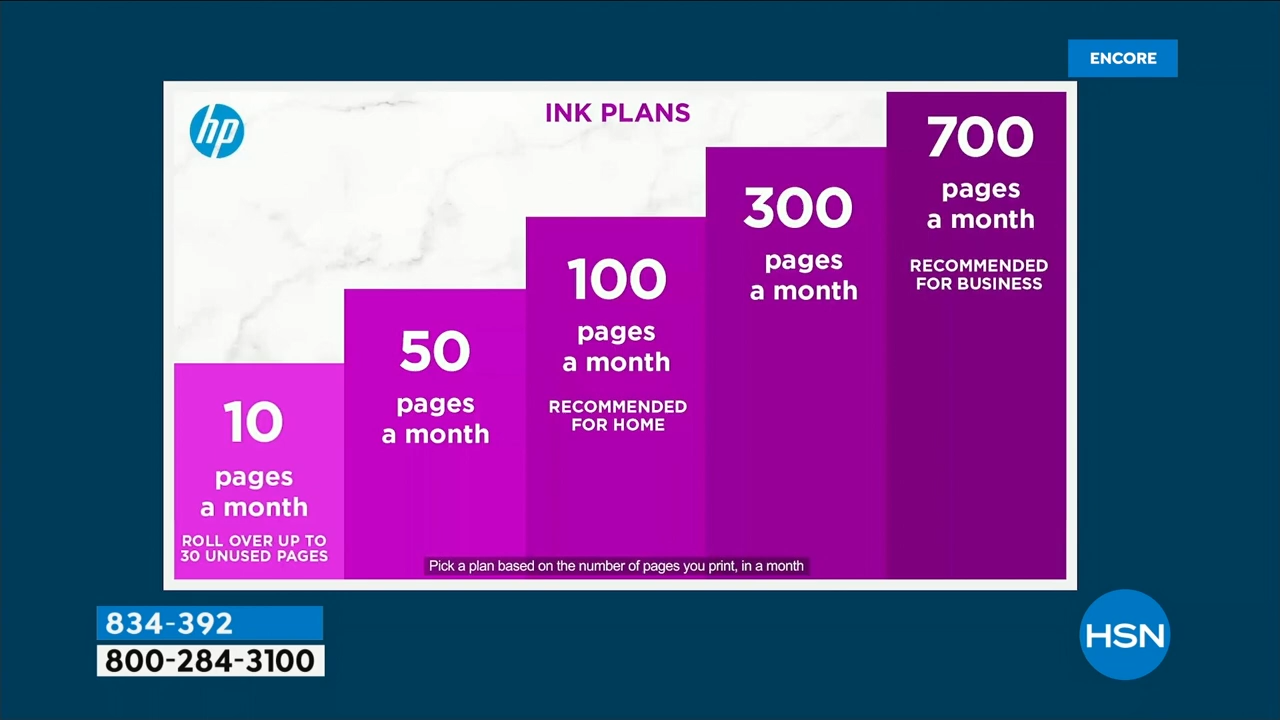 ENCORE
hp
INK PLANS
10
pages
a month
ROLL OVER UP TO
30 UNUSED PAGES
50
pages
a month
100
pages
a month
RECOMMENDED
FOR HOME
300
pages
a month
700
pages
a month
RECOMMENDED
FOR BUSINESS
Pick a plan based on the number of pages you print, in a month
834-392
800-284-3100
HSN